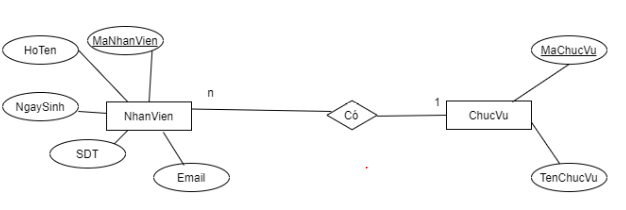 MaNhanVien
HoTen
MaChucVu
n
1
NgaySinh
NhanVien
Có
ChucVu
SDT
Email
TenChucVu